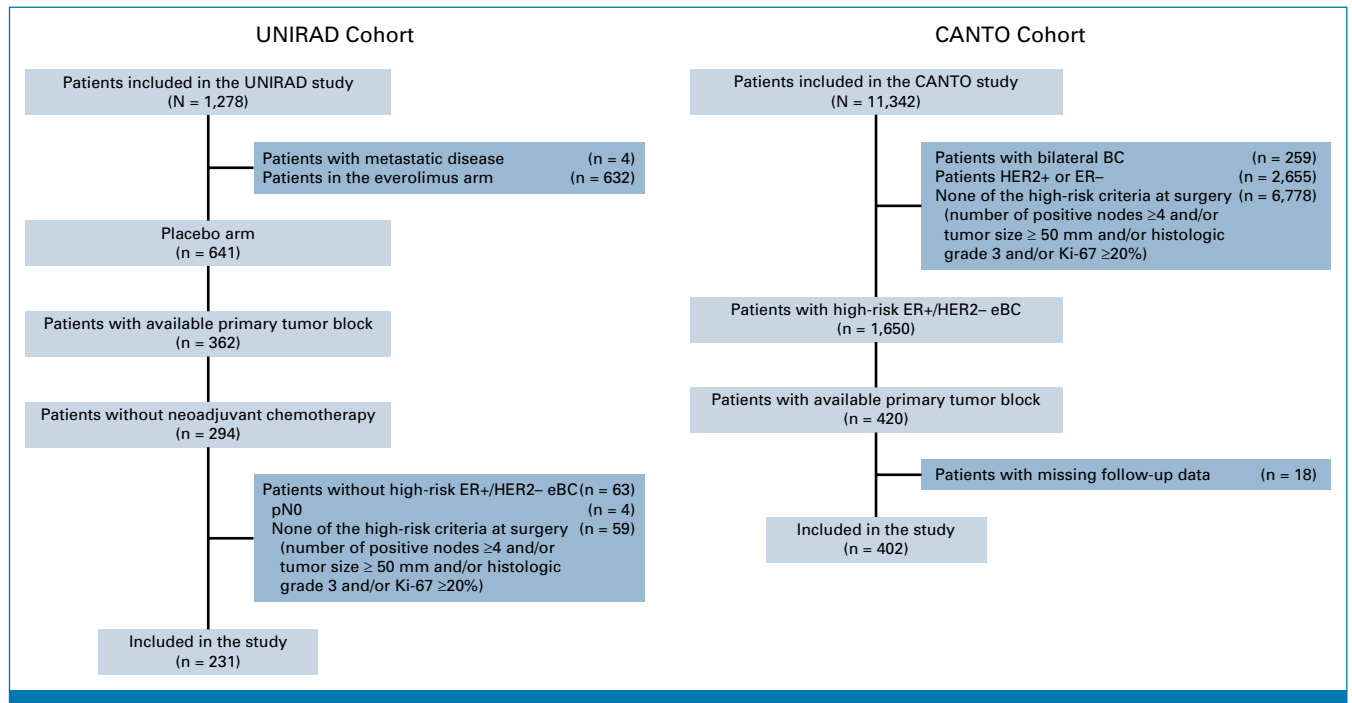 UNIRAD Cohort
Patients included in the UNIRAD study
(N = 1,278)
Patients with metastatic disease (n = 4)
Patients in the everolimus arm (n = 632)
Placebo arm
(n = 641)
Patients with available primary tumor block
(n = 362)
Patients without neoadjuvant chemotherapy
(n = 294)
Patients without high-risk ER+/HER2– eBC (n = 63)
pN0 (n = 4)
None of the high-risk criteria at surgery (n = 59)
(number of positive nodes ≥4 and/or
tumor size ≥ 50 mm and/or histologic
grade 3 and/or Ki-67 ≥20%)
Included in the study
(n = 231)
CANTO Cohort
Patients included in the CANTO study
(N = 11,342)
Patients with bilateral BC (n = 259)
Patients HER2+ or ER– (n = 2,655)
None of the high-risk criteria at surgery (n = 6,778)
(number of positive nodes ≥4 and/or
tumor size ≥ 50 mm and/or histologic
grade 3 and/or Ki-67 ≥20%)
Patients with high-risk ER+/HER2– eBC
(n = 1,650)
Patients with available primary tumor block
(n = 420)
Patients with missing follow-up data (n = 18)
Included in the study
(n = 402)